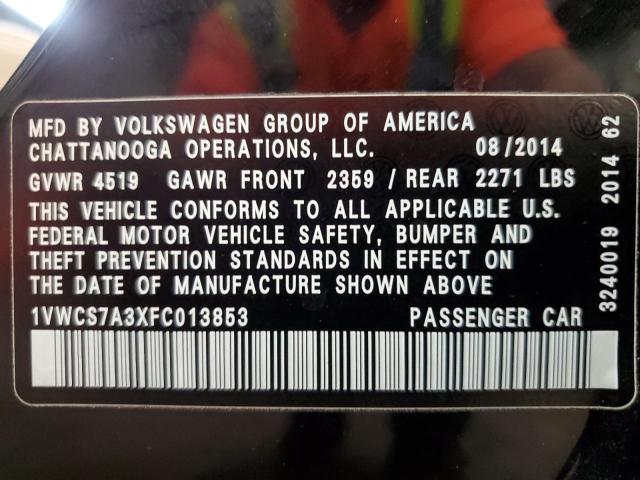 MFD BY VOLKSWAGEN GROUP OF AMERICA
CHATTANOOGA OPERATIONS, LLC. 08/2014
GVWR 4519 GAWR FRONT 2359 / REAR 2271 LBS
THIS VEHICLE CONFORMS TO ALL APPLICABLE U.S.
FEDERAL MOTOR VEHICLE SAFETY, BUMPER AND
THEFT PREVENTION STANDARDS IN EFFECT ON
THE DATE OF MANUFACTURE SHOWN ABOVE
1VWCS7A3XFC013853 PASSENGER CAR
3240019 2014 62